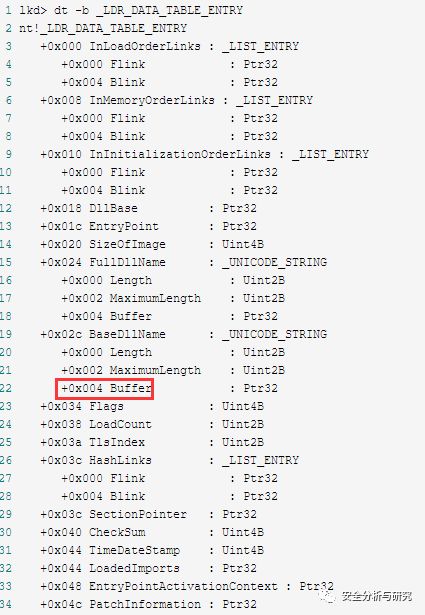 1 lkd> dt -b _LDR_DATA_TABLE_ENTRY
2 nt!_LDR_DATA_TABLE_ENTRY
3 +0x000 InLoadOrderLinks : _LIST_ENTRY
4 +0x000 Flink : Ptr32
5 +0x004 Blink : Ptr32
6 +0x008 InMemoryOrderLinks : _LIST_ENTRY
7 +0x000 Flink : Ptr32
8 +0x004 Blink : Ptr32
9 +0x010 InInitializationOrderLinks : _LIST_ENTRY
10 +0x000 Flink : Ptr32
11 +0x004 Blink : Ptr32
12 +0x018 DllBase : Ptr32
13 +0x01c EntryPoint : Ptr32
14 +0x020 SizeOfImage : Uint4B
15 +0x024 FullDllName : _UNICODE_STRING
16 +0x000 Length : Uint2B
17 +0x002 MaximumLength : Uint2B
18 +0x004 Buffer : Ptr32
19 +0x02c BaseDllName : _UNICODE_STRING
20 +0x000 Length : Uint2B
21 +0x002 MaximumLength : Uint2B
22 +0x004 Buffer : Ptr32
23 +0x034 Flags : Uint4B
24 +0x038 LoadCount : Uint2B
25 +0x03a TlsIndex : Uint2B
26 +0x03c HashLinks : _LIST_ENTRY
27 +0x000 Flink : Ptr32
28 +0x004 Blink : Ptr32
29 +0x03c SectionPointer : Ptr32
30 +0x040 CheckSum : Uint4B
31 +0x044 TimeDateStamp : Uint4B
32 +0x044 LoadedImports : Ptr32
33 +0x048 EntryPointActivationContext : Ptr32
34 +0x04c PatchInformation : Ptr32
安全分析与研究